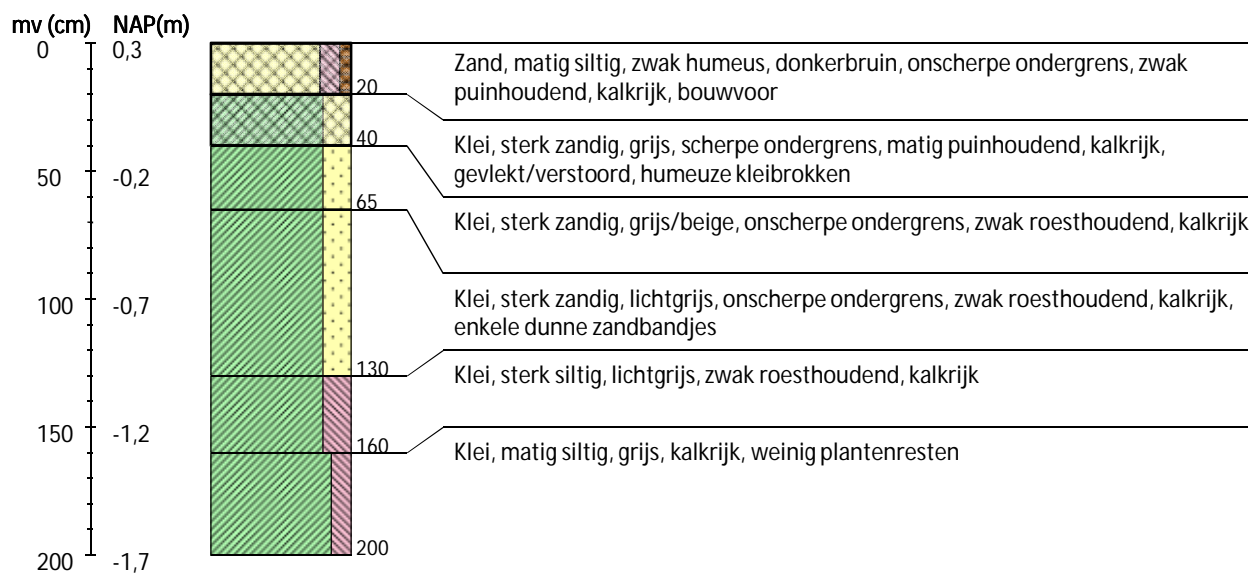 mv (cm) NAP(m)
0 0,3
Zand, matig siltig, zwak humeus, donkerbruin, onscherpe ondergrens, zwak
puinhoudend, kalkrijk, bouwvoor
20
Klei, sterk zandig, grijs, scherpe ondergrens, matig puinhoudend, kalkrijk,
gevlekt/verstoord, humeuze kleibrokken
40
50 -0,2
65
Klei, sterk zandig, grijs/beige, onscherpe ondergrens, zwak roesthoudend, kalkrijk
100 -0,7
Klei, sterk zandig, lichtgrijs, onscherpe ondergrens, zwak roesthoudend, kalkrijk,
enkele dunne zandbandjes
130
Klei, sterk siltig, lichtgrijs, zwak roesthoudend, kalkrijk
150 -1,2
160
Klei, matig siltig, grijs, kalkrijk, weinig plantenresten
200
200 -1,7